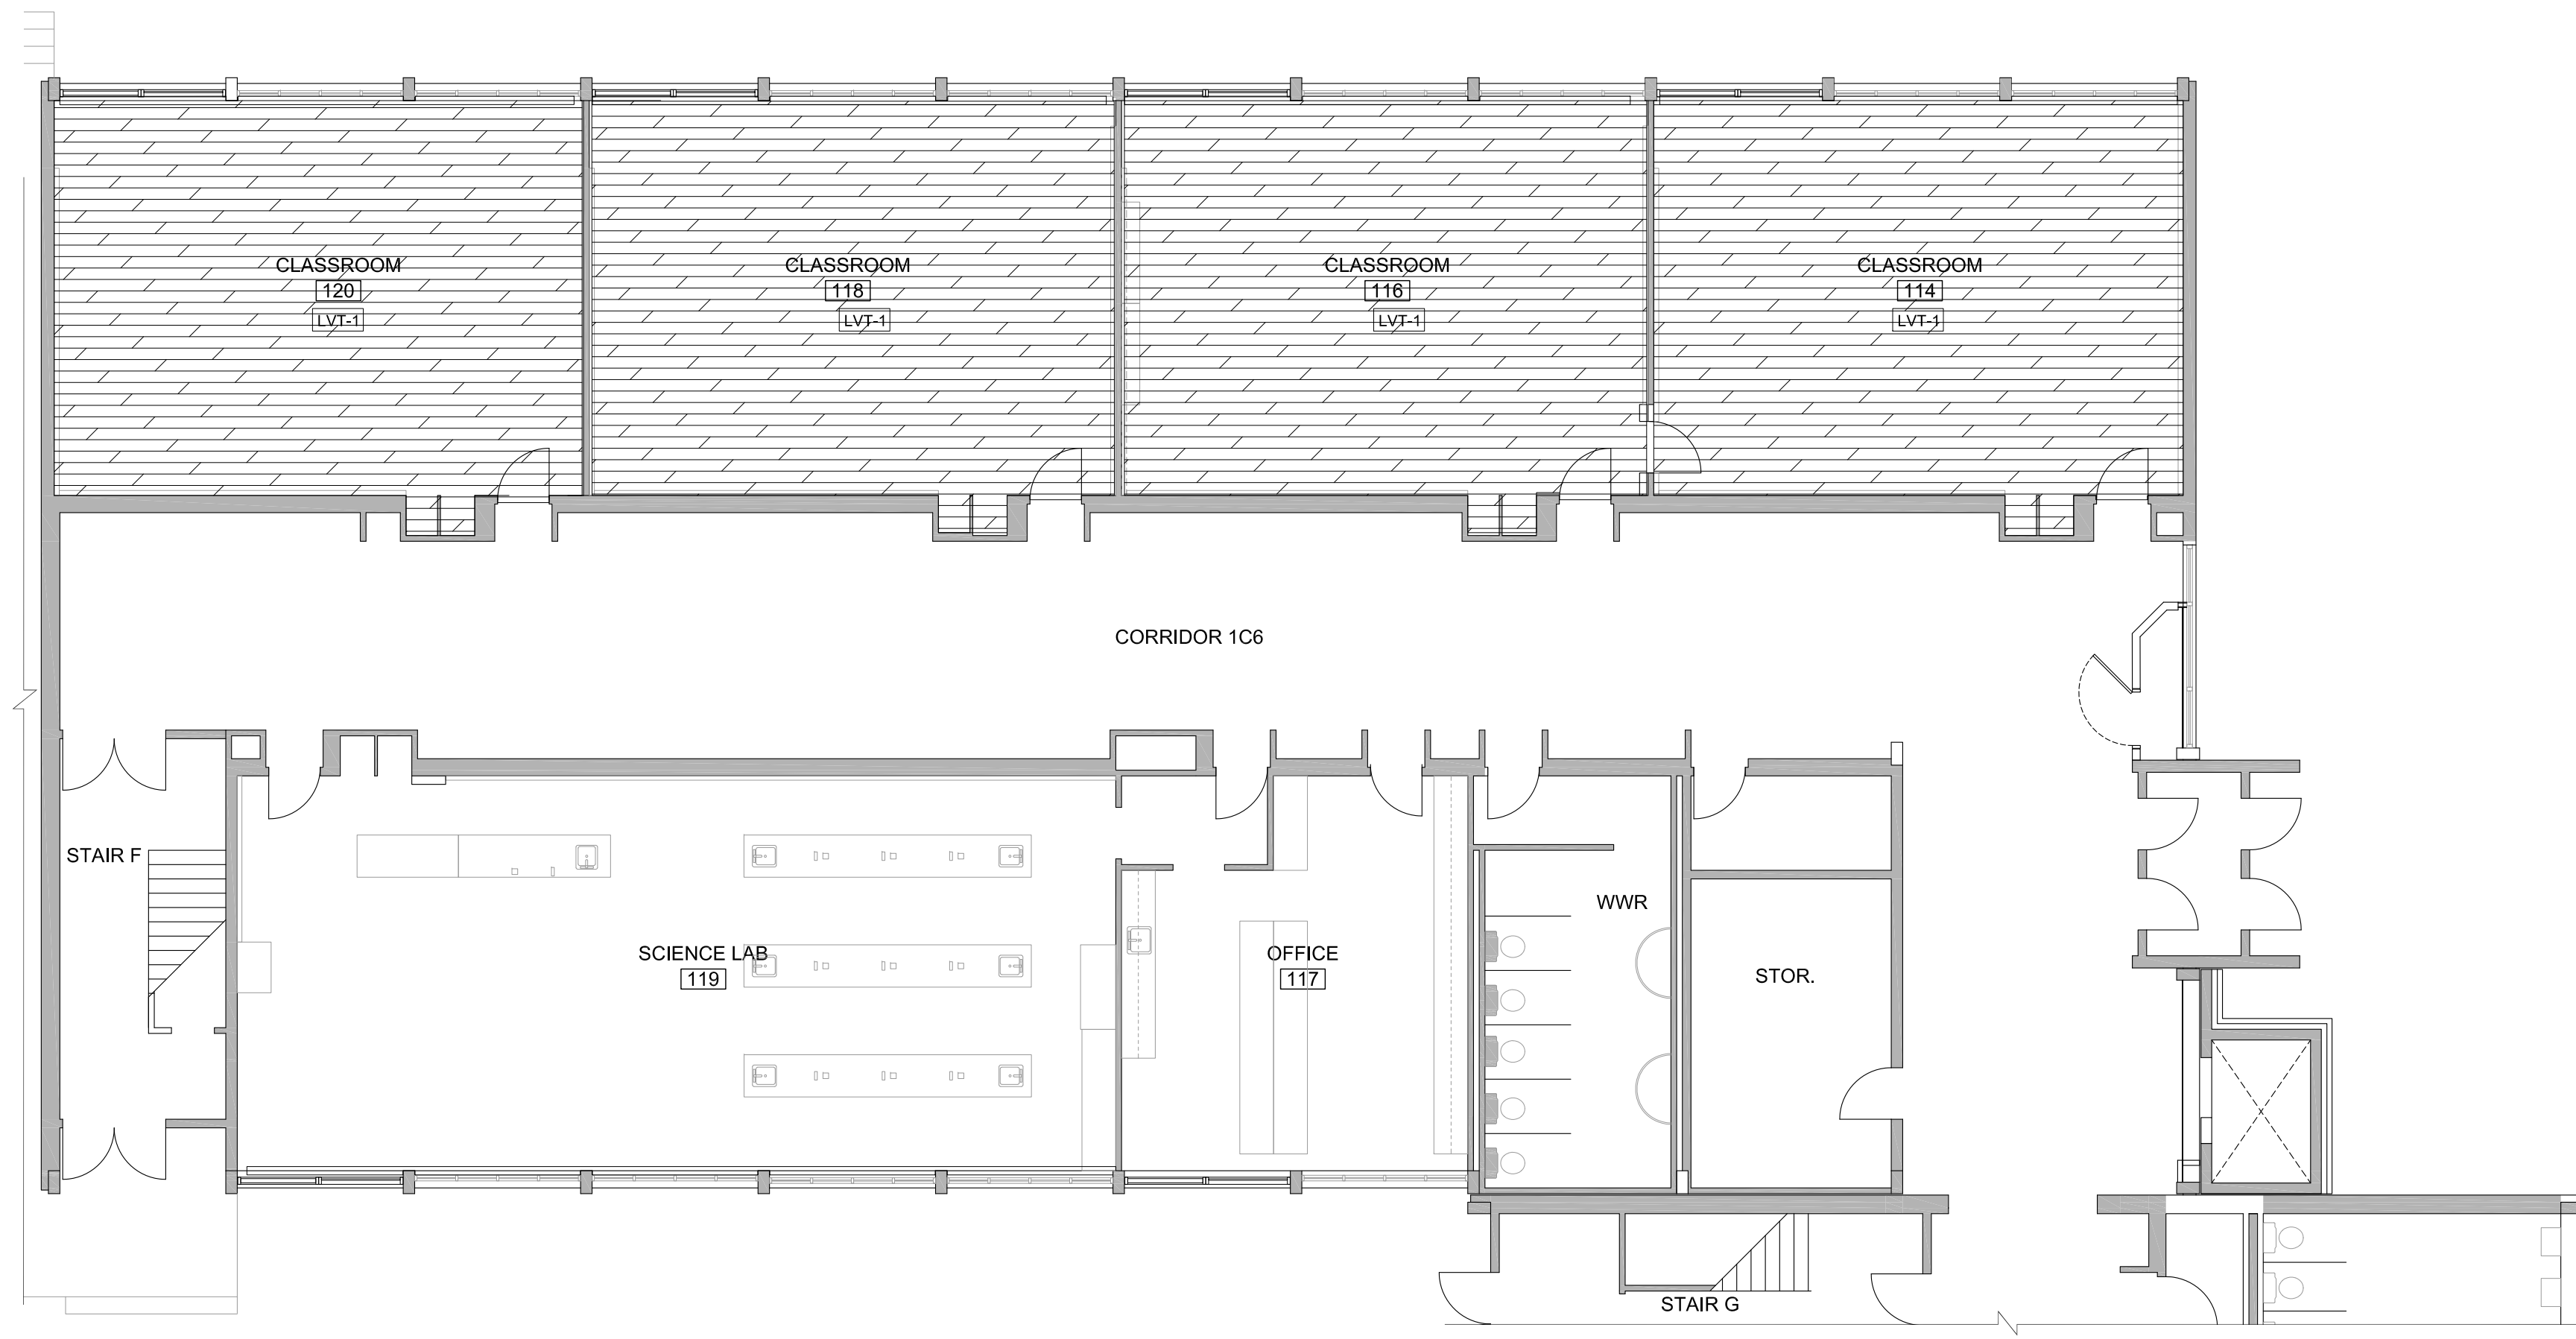 CLASSROOM
120
LVT-1
CLASSROOM
118
LVT-1
CLASSROOM
116
LVT-1
CLASSROOM
114
LVT-1
CORRIDOR 1C6
STAIR F
SCIENCE LAB
119
OFFICE
117
WWR
STOR.
STAIR G